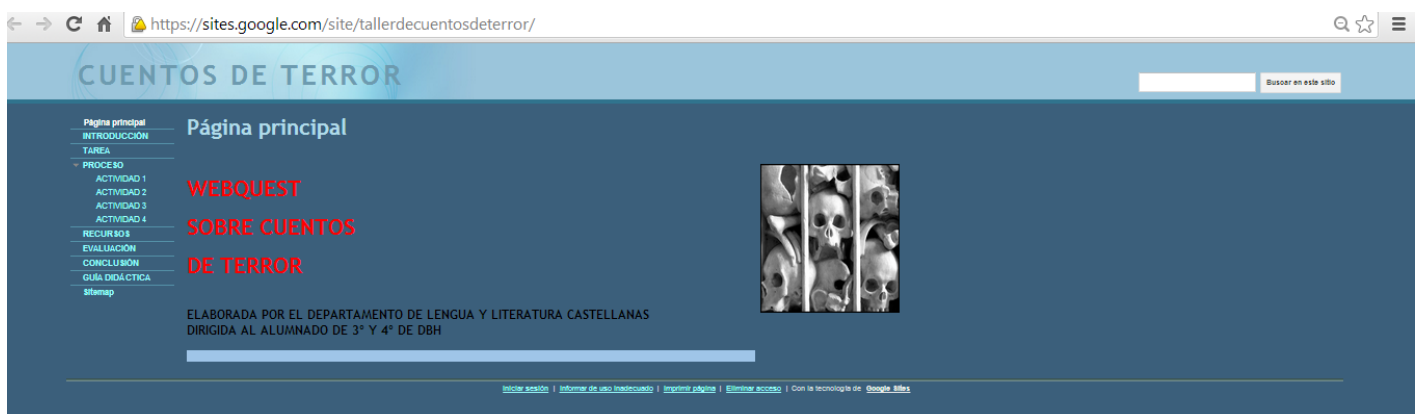 https://sites.google.com/site/tallerdecuentosdeterror/
CUENTOS DE TERROR
Buscar en este sitio
Página principal
INTRODUCCIÓN
TAREA
PROCESO
ACTIVIDAD 1
ACTIVIDAD 2
ACTIVIDAD 3
ACTIVIDAD 4
RECURSOS
EVALUACIÓN
CONCLUSIÓN
GUÍA DIDÁCTICA
Sitemap
Página principal
WEBQUEST
SOBRE CUENTOS
DE TERROR
ELABORADA POR EL DEPARTAMENTO DE LENGUA Y LITERATURA CASTELLANAS
DIRIGIDA AL ALUMNADO DE 3º Y 4º DE DBH
Iniciar sesión | Informar de uso inadecuado | Imprimir página | Eliminar acceso | Con la tecnología de Google Sites